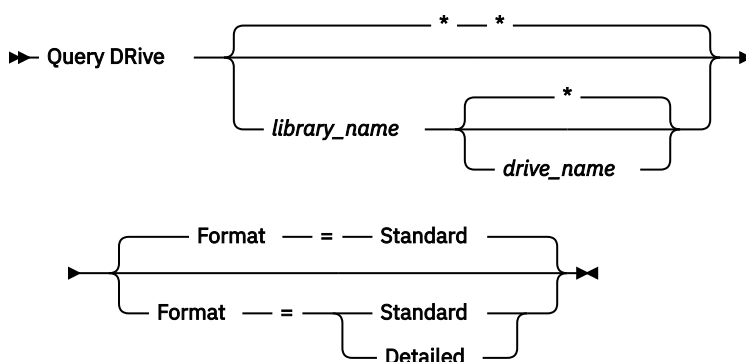 * *
Query DRive
*
library_name
drive_name
Format = Standard
Format = Standard
Detailed